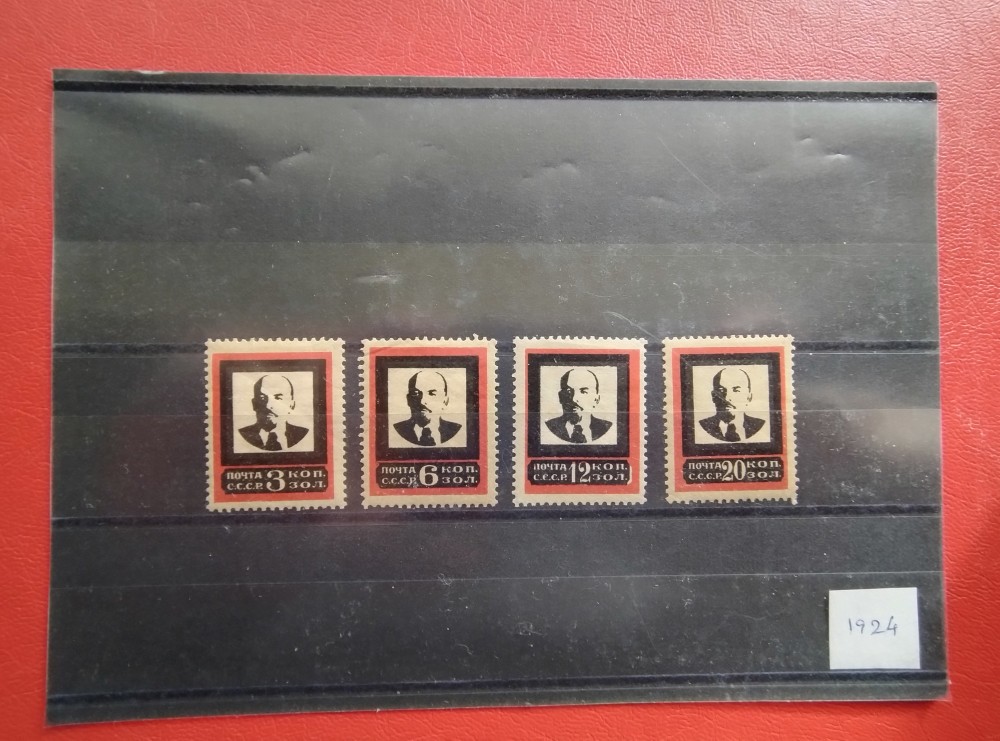 ПОЧТА 3 КОП.
С.С.С.Р. ЗОЛ.
ПОЧТА 6 КОП.
С.С.С.Р. ЗОЛ.
ПОЧТА 12 КОП.
С.С.С.Р. ЗОЛ.
ПОЧТА 20 КОП.
С.С.С.Р. ЗОЛ.
1924